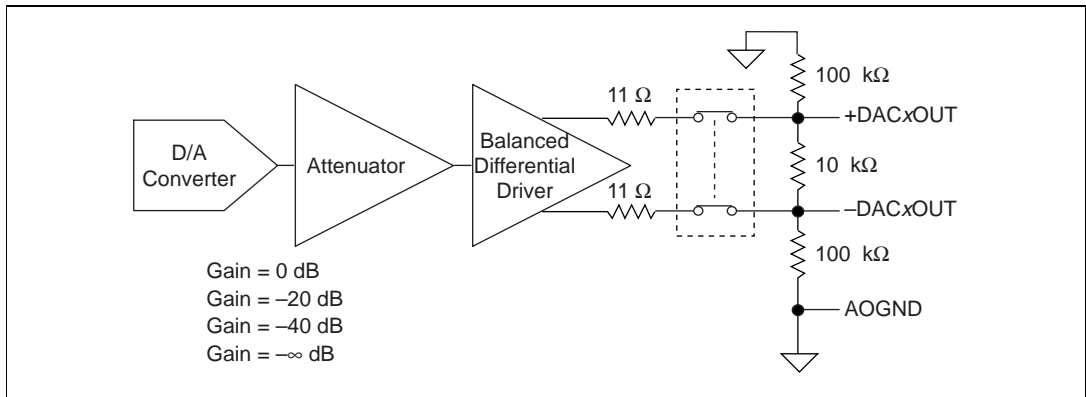 D/A
Converter
Attenuator
Balanced
Differential
Driver
11 Ω
11 Ω
100 kΩ
+DACxOUT
10 kΩ
–DACxOUT
100 kΩ
AOGND
Gain = 0 dB
Gain = –20 dB
Gain = –40 dB
Gain = –∞ dB